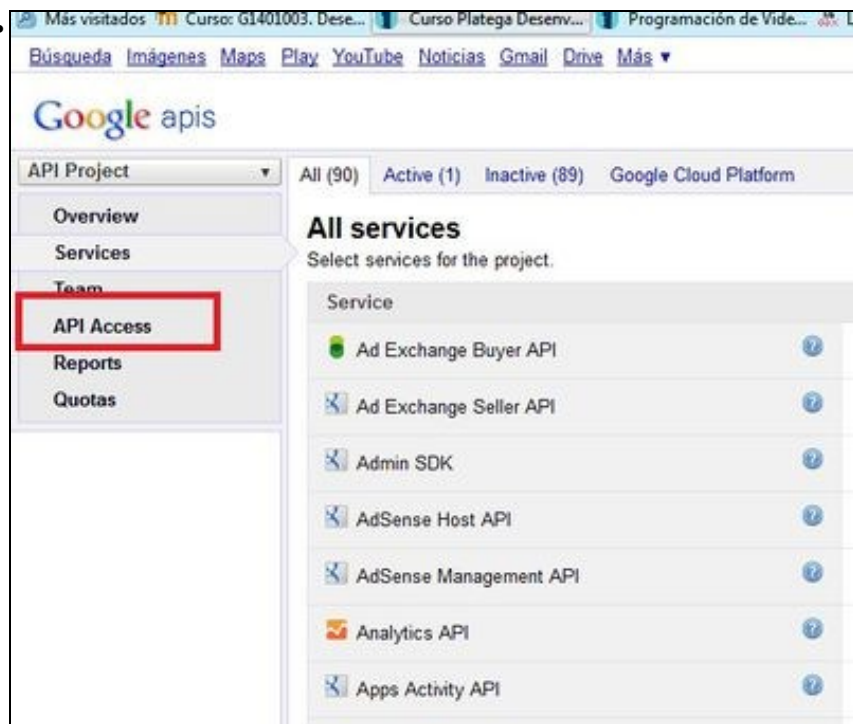 Más visitados Curso: G1401003. Dese... Curso Platega Desenv... Programación de Vide...
Búsqueda Imágenes Maps Play YouTube Noticias Gmail Drive Más ▼
Google apis
API Project ▼
All (90) Active (1) Inactive (89) Google Cloud Platform
Overview
Services
Team
API Access
Reports
Quotas
All services
Select services for the project.
Service
Ad Exchange Buyer API
Ad Exchange Seller API
Admin SDK
AdSense Host API
AdSense Management API
Analytics API
Apps Activity API